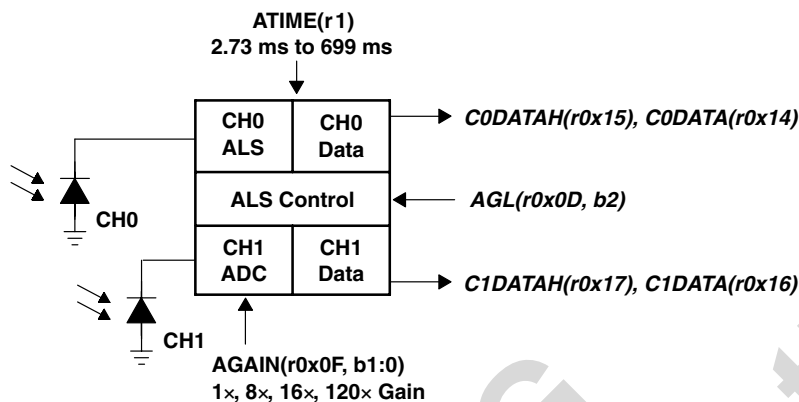 ATIME(r1)
2.73 ms to 699 ms
CH0
ALS
CH0
Data
C0DATAH(r0x15), C0DATA(r0x14)
ALS Control
AGL(r0x0D, b2)
CH0
CH1
ADC
CH1
Data
C1DATAH(r0x17), C1DATA(r0x16)
CH1
AGAIN(r0x0F, b1:0)
1×, 8×, 16×, 120× Gain